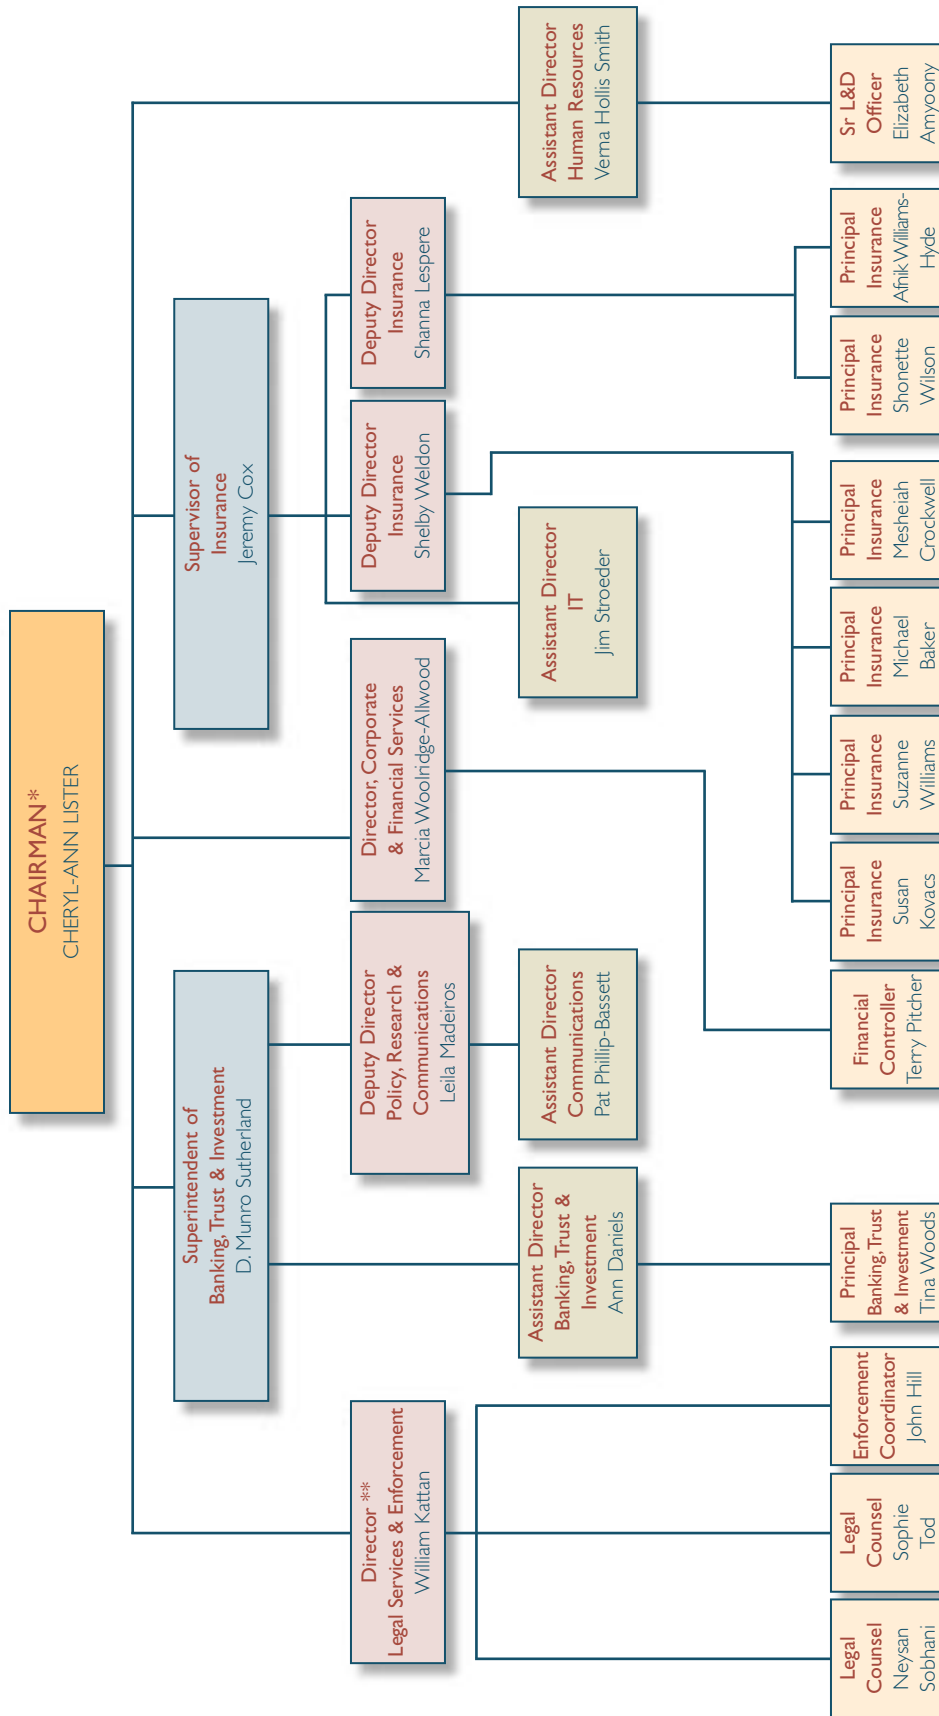 CHAIRMAN*
CHERYL-ANN LISTER
Superintendent of
Banking, Trust & Investment
D. Munro Sutherland
Supervisor of
Insurance
Jeremy Cox
Director **
Legal Services & Enforcement
William Kattan
Deputy Director
Policy, Research &
Communications
Leila Madeiros
Director, Corporate
& Financial Services
Marcia Woolridge-Allwood
Deputy Director
Insurance
Shelby Weldon
Deputy Director
Insurance
Shanna Lespere
Assistant Director
Banking, Trust &
Investment
Ann Daniels
Assistant Director
Communications
Pat Phillip-Bassett
Assistant Director
IT
Jim Stroeder
Assistant Director
Human Resources
Verna Hollis Smith
Legal
Counsel
Neysan
Sobhani
Legal
Counsel
Sophie
Tod
Enforcement
Coordinator
John Hill
Principal
Banking, Trust
& Investment
Tina Woods
Financial
Controller
Terry Pitcher
Principal
Insurance
Susan
Kovacs
Principal
Insurance
Suzanne
Williams
Principal
Insurance
Michael
Baker
Principal
Insurance
Mesheiah
Crockwell
Principal
Insurance
Shonette
Wilson
Principal
Insurance
Afnik Williams-
Hyde
Sr L&D
Officer
Elizabeth
Amyoony